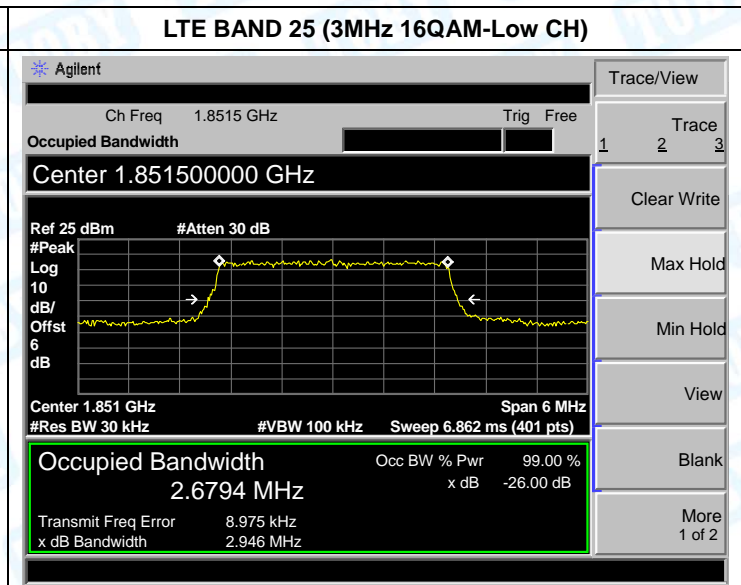 LTE BAND 25 (3MHz 16QAM-Low CH)
Agilent
Trace/View
Ch Freq 1.8515 GHz Trig Free
Occupied Bandwidth
Trace
1 2 3
Center 1.851500000 GHz
Clear Write
Ref 25 dBm #Atten 30 dB
#Peak
Log
10
dB/
Offst
6
dB
Max Hold
Min Hold
View
Center 1.851 GHz Span 6 MHz
#Res BW 30 kHz #VBW 100 kHz Sweep 6.862 ms (401 pts)
Occupied Bandwidth Occ BW % Pwr 99.00 %
2.6794 MHz x dB -26.00 dB
Transmit Freq Error 8.975 kHz
x dB Bandwidth 2.946 MHz
Blank
More
1 of 2